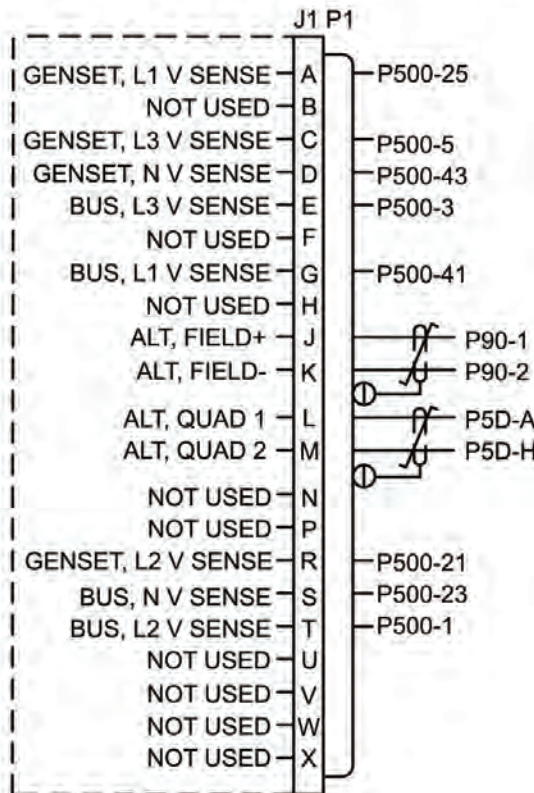 J1 P1
GENSET, L1 V SENSE A P500-25
NOT USED B
GENSET, L3 V SENSE C P500-5
GENSET, N V SENSE D P500-43
BUS, L3 V SENSE E P500-3
NOT USED F
BUS, L1 V SENSE G P500-41
NOT USED H
ALT, FIELD+ J P90-1
ALT, FIELD- K P90-2
ALT, QUAD 1 L P5D-A
ALT, QUAD 2 M P5D-H
NOT USED N
NOT USED P
GENSET, L2 V SENSE R P500-21
BUS, N V SENSE S P500-23
BUS, L2 V SENSE T P500-1
NOT USED U
NOT USED V
NOT USED W
NOT USED X